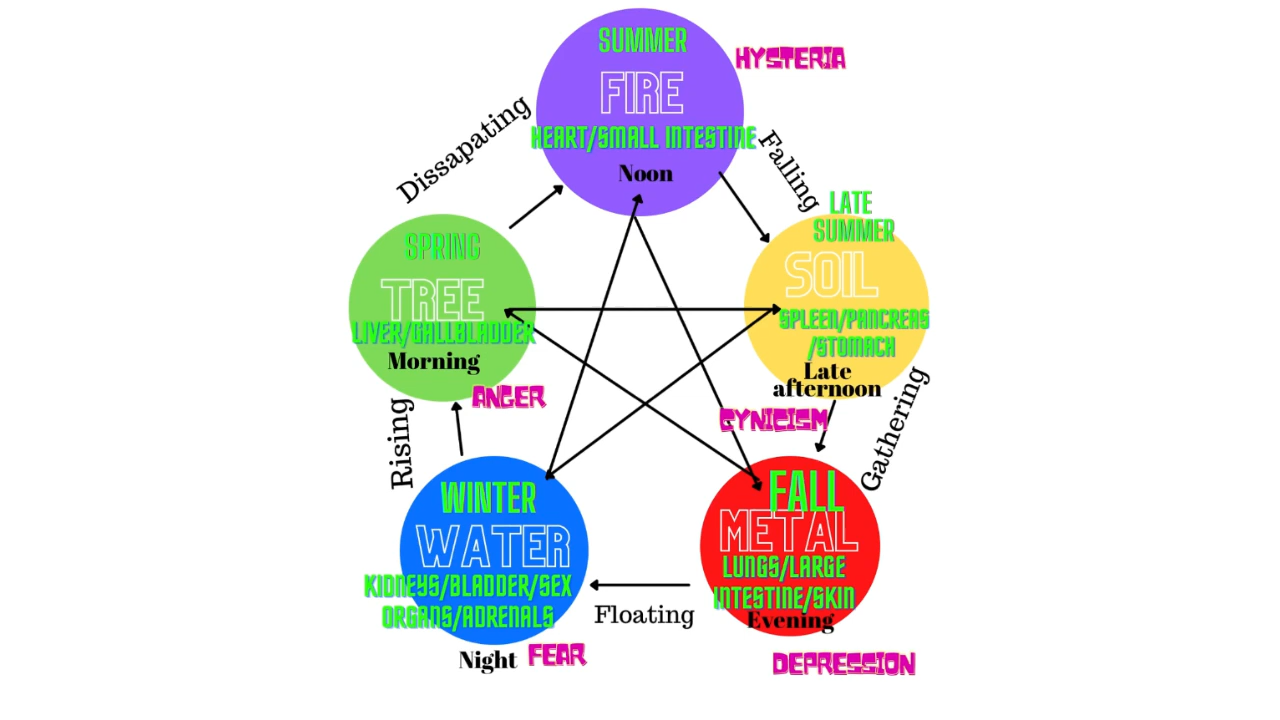 SUMMER
FIRE
HEART/SMALL INTESTINE
Noon
HYSTERIA
Dissapating
Falling
LATE
SUMMER
SOIL
SPLEEN/PANCREAS
/STOMACH
Late
afternoon
SPRING
TREE
LIVER/GALLBLADDER
Morning
ANGER
CYNICISM
Gathering
Rising
FALL
METAL
LUNGS/LARGE
INTESTINE/SKIN
Evening
DEPRESSION
Floating
WINTER
WATER
KIDNEYS/BLADDER/SEX
ORGANS/ADRENALS
Night
FEAR